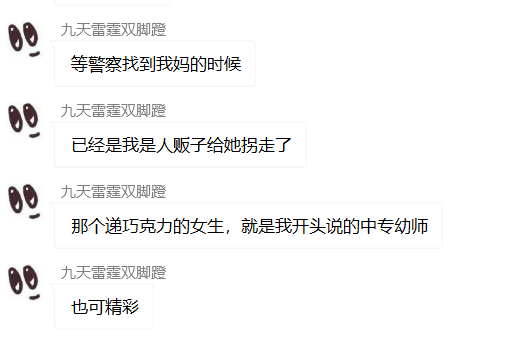 九天雷霆双脚蹬
等警察找到我妈的时候
九天雷霆双脚蹬
已经是我是人贩子给她拐走了
九天雷霆双脚蹬
那个递巧克力的女生，就是我开头说的中专幼师
九天雷霆双脚蹬
也可精彩